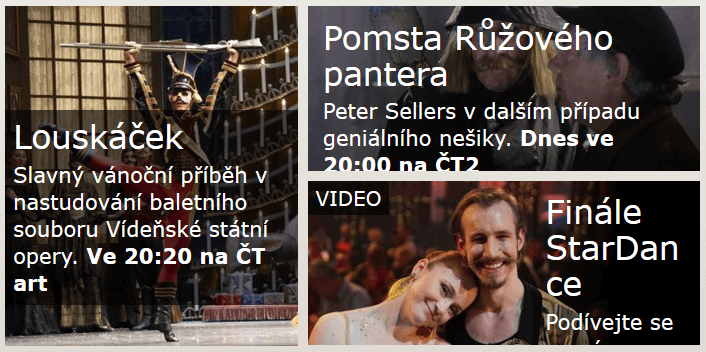 Louskáček
Slavný vánoční příběh v
nastudování baletního
souboru Vídeňské státní
opery. Ve 20:20 na ČT
art
Pomsta Růžového
pantera
Peter Sellers v dalším případu
geniálního nešiky. Dnes ve
20:00 na ČT2
VIDEO
Finále
StarDan
ce
Podívejte se